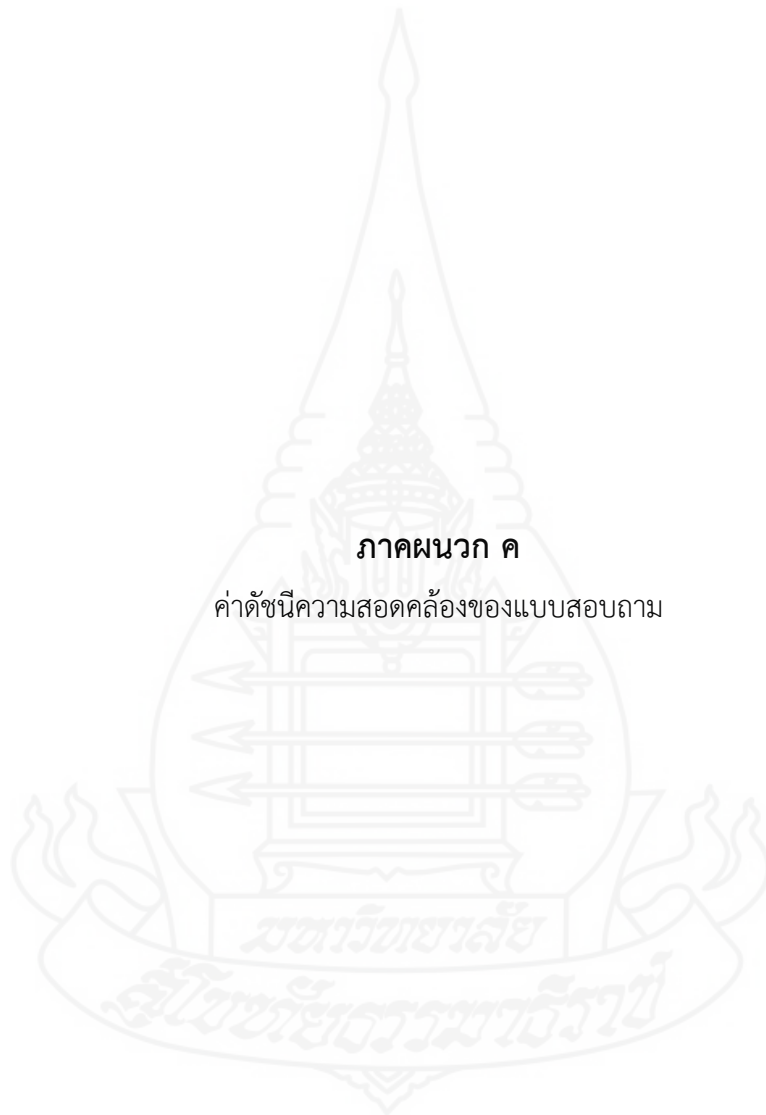 ภาคผนวก ค
ค่าดัชนีความสอดคล้องของแบบสอบถาม
มหาวิทยาลัย
สุโขทัยธรรมาธิราช